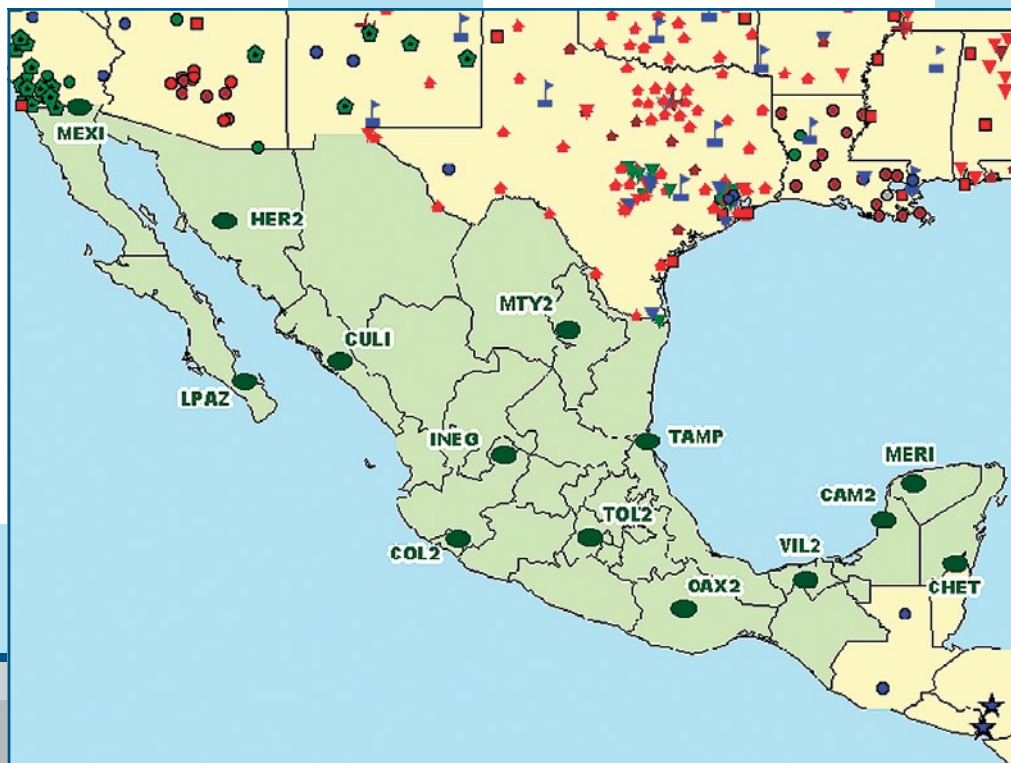 MEXI
HER2
MTY2
CULI
LPAZ
INEG
TAMP
MERI
CAM2
TOL2
COL2
VIL2
OAX2
CHET